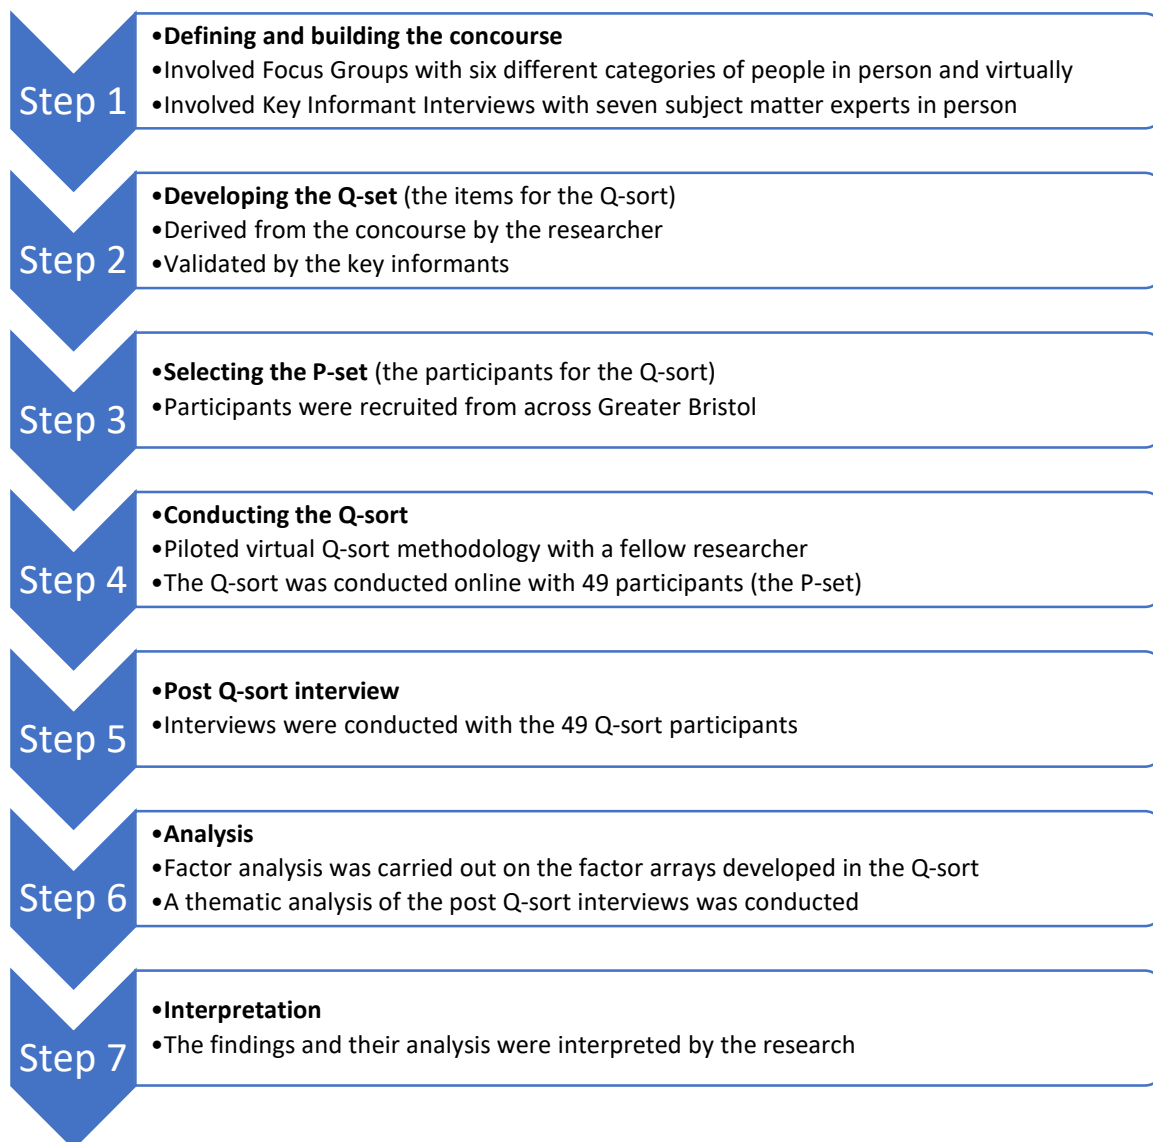 Step 1
•Defining and building the concourse
•Involved Focus Groups with six different categories of people in person and virtually
•Involved Key Informant Interviews with seven subject matter experts in person
Step 2
•Developing the Q-set (the items for the Q-sort)
•Derived from the concourse by the researcher
•Validated by the key informants
Step 3
•Selecting the P-set (the participants for the Q-sort)
•Participants were recruited from across Greater Bristol
Step 4
•Conducting the Q-sort
•Piloted virtual Q-sort methodology with a fellow researcher
•The Q-sort was conducted online with 49 participants (the P-set)
Step 5
•Post Q-sort interview
•Interviews were conducted with the 49 Q-sort participants
Step 6
•Analysis
•Factor analysis was carried out on the factor arrays developed in the Q-sort
•A thematic analysis of the post Q-sort interviews was conducted
Step 7
•Interpretation
•The findings and their analysis were interpreted by the research